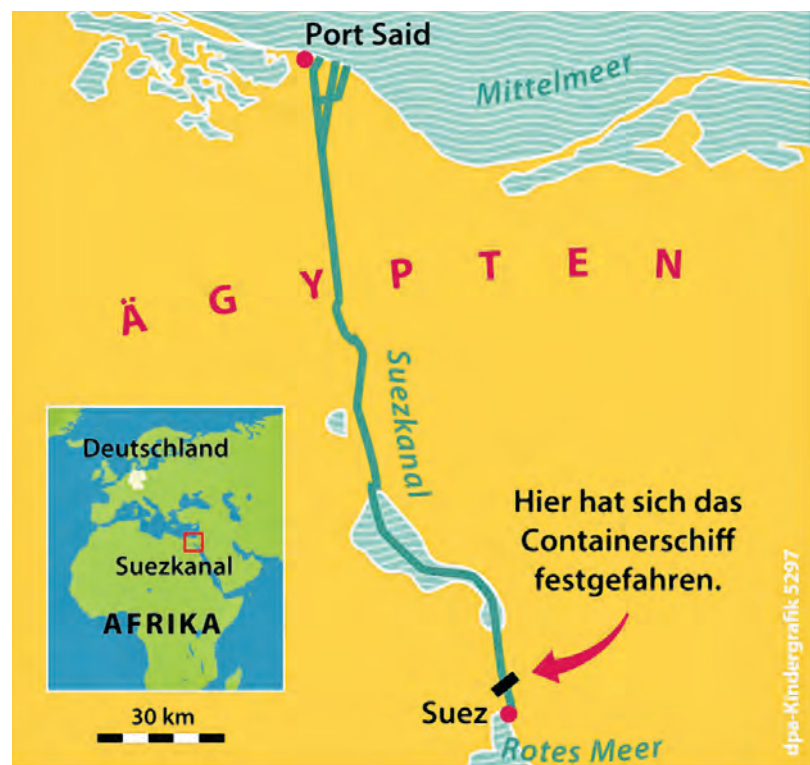 Port Said
Mittelmeer
ÄGYPTEN
Suezkanal
Deutschland
Suezkanal
AFRIKA
Hier hat sich das
Containerschiff
festgefahren.
30 km
Suez
Rotes Meer
dpa-Kindergrafik 5297